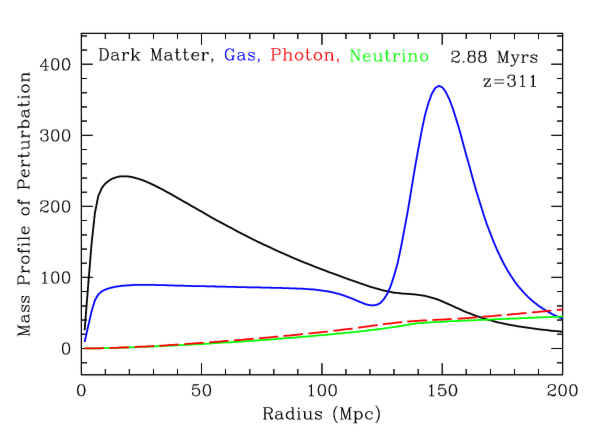 Dark Matter, Gas, Photon, Neutrino 2.88 Myrs
z=311
Mass Profile of Perturbation
400
300
200
100
0
0 50 100 150 200
Radius (Mpc)